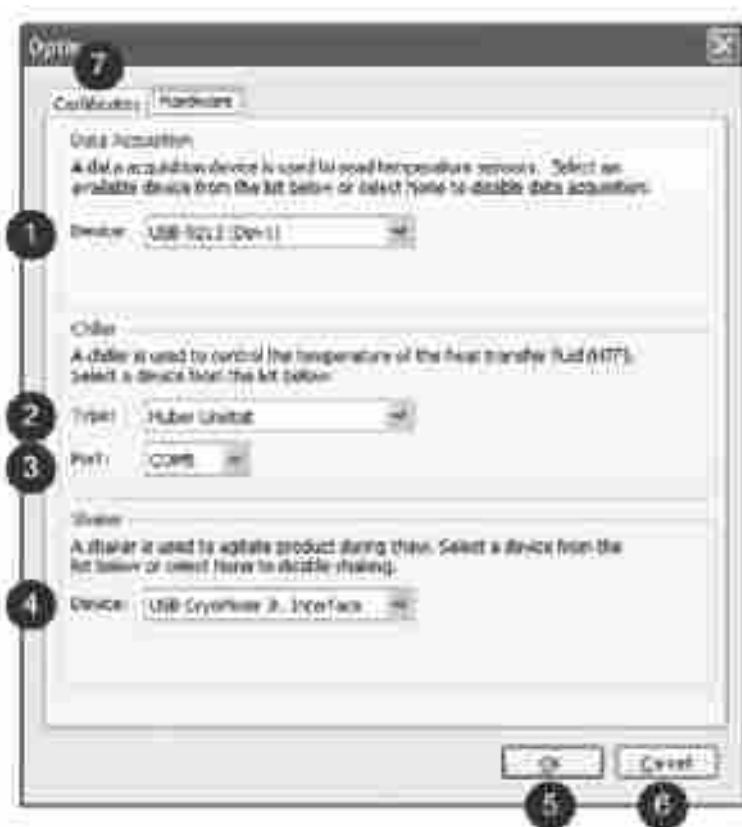 7
Certificates Hardware
Data Acquisition
A data acquisition device is used to read temperature sensors. Select an
available device from the list below or select None to disable data acquisition.
1 Device:
Chiller
A chiller is used to control the temperature of the heat transfer fluid (HTF).
Select a device from the list below
2 Type: Huber Unistat
3 Port:
Shaker
A shaker is used to agitate product during thaw. Select a device from the
list below or select None to disable shaking.
4 Device: USB Interface
OK Cancel
5 6